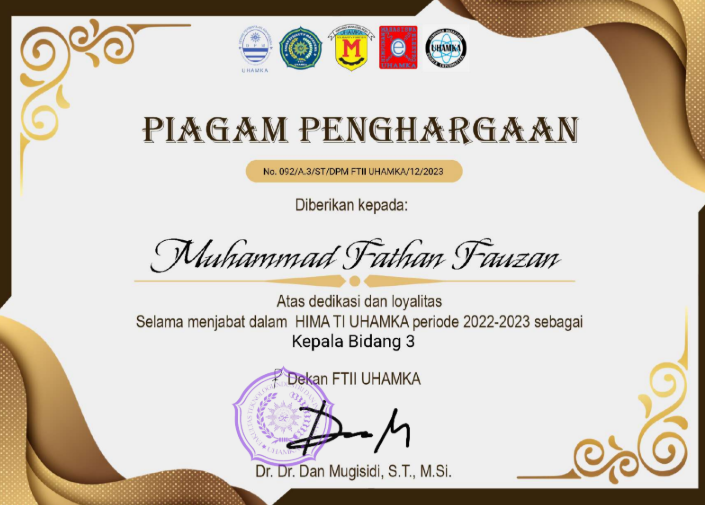 UHAMKA
UHAMKA
UHAMKA
UHAMKA
PIAGAM PENGHARGAAN
No. 092/A.3/ST/DPM FTII UHAMKA/12/2023
Diberikan kepada:
Muhammad Fathan Fauzan
Atas dedikasi dan loyalitas
Selama menjabat dalam HIMA TI UHAMKA periode 2022-2023 sebagai
Kepala Bidang 3
Dekan FTII UHAMKA
Dr. Dr. Dan Mugisidi, S.T., M.Si.